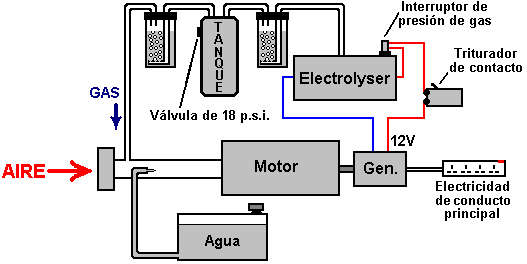 Interruptor de
presión de gas
TANQUE
Triturador
de contacto
Electrolyser
GAS
Válvula de 18 p.s.i.
12V
AIRE
Motor
Gen.
Electricidad
de conducto
principal
Agua